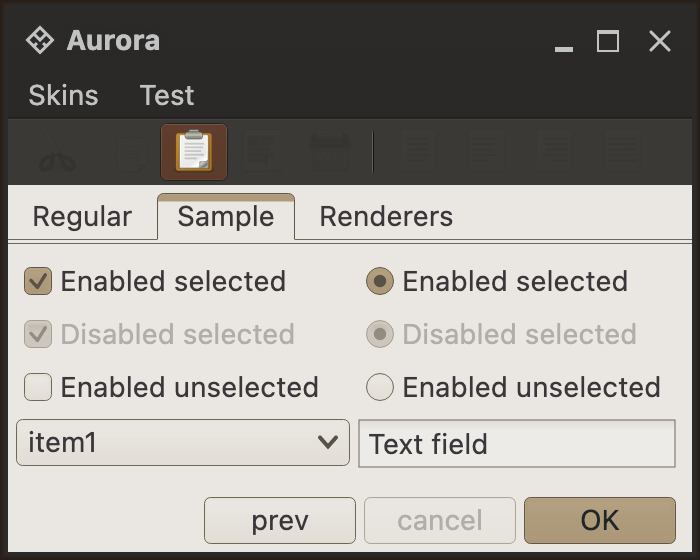 Aurora
Skins Test
Regular Sample Renderers
Enabled selected Enabled selected
Disabled selected Disabled selected
Enabled unselected Enabled unselected
item1 Text field
prev cancel OK